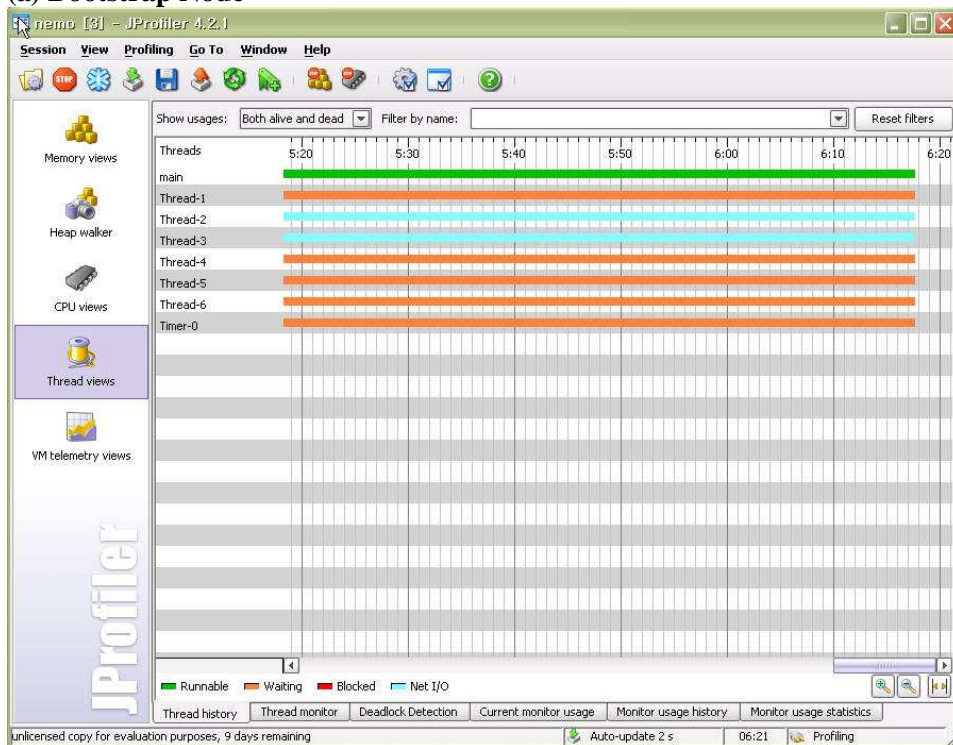 (a) Bootstrap Node
nemo [3] - JProfiler 4.2.1
Session View Profiling Go To Window Help
STOP
Show usages: Both alive and dead Filter by name: Reset filters
Memory views
Heap walker
CPU views
Thread views
VM telemetry views
JProfiler
Threads 5:20 5:30 5:40 5:50 6:00 6:10 6:20
main
Thread-1
Thread-2
Thread-3
Thread-4
Thread-5
Thread-6
Timer-0
Runnable Waiting Blocked Net I/O
Thread history Thread monitor Deadlock Detection Current monitor usage Monitor usage history Monitor usage statistics
unlicensed copy for evaluation purposes, 9 days remaining Auto-update 2 s 06:21 Profiling